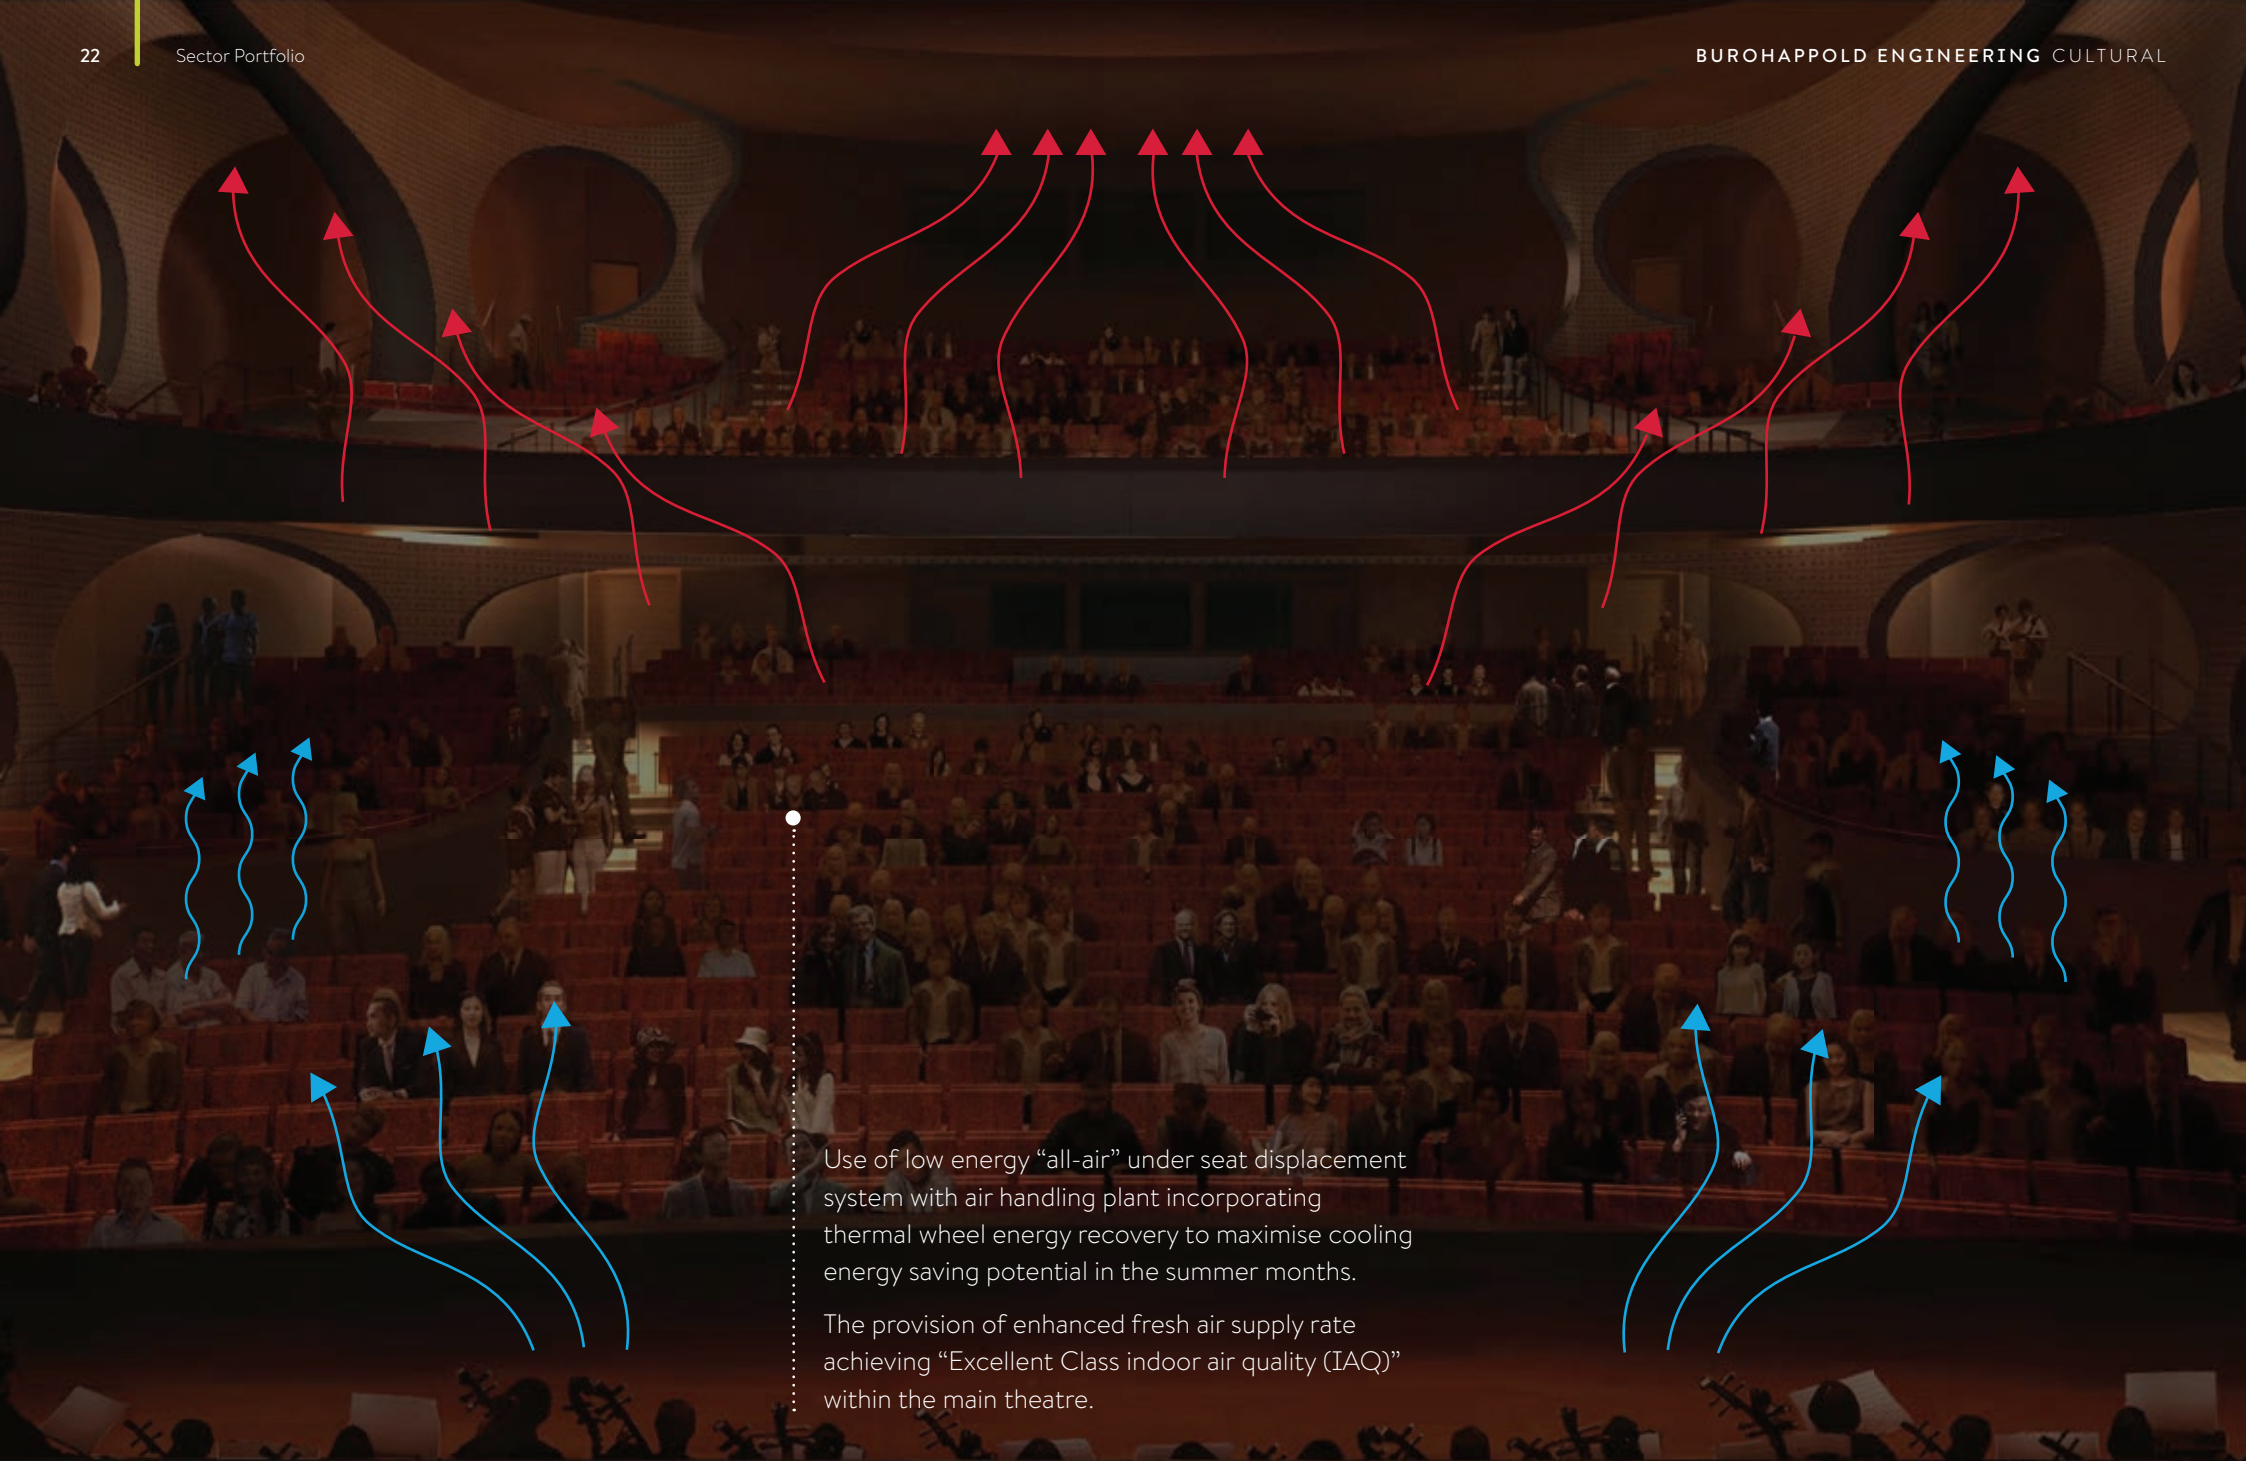 22
Sector Portfolio
BUROHAPPOLD ENGINEERING CULTURAL
Use of low energy “all-air” under seat displacement
system with air handling plant incorporating
thermal wheel energy recovery to maximise cooling
energy saving potential in the summer months.
The provision of enhanced fresh air supply rate
achieving “Excellent Class indoor air quality (IAQ)”
within the main theatre.